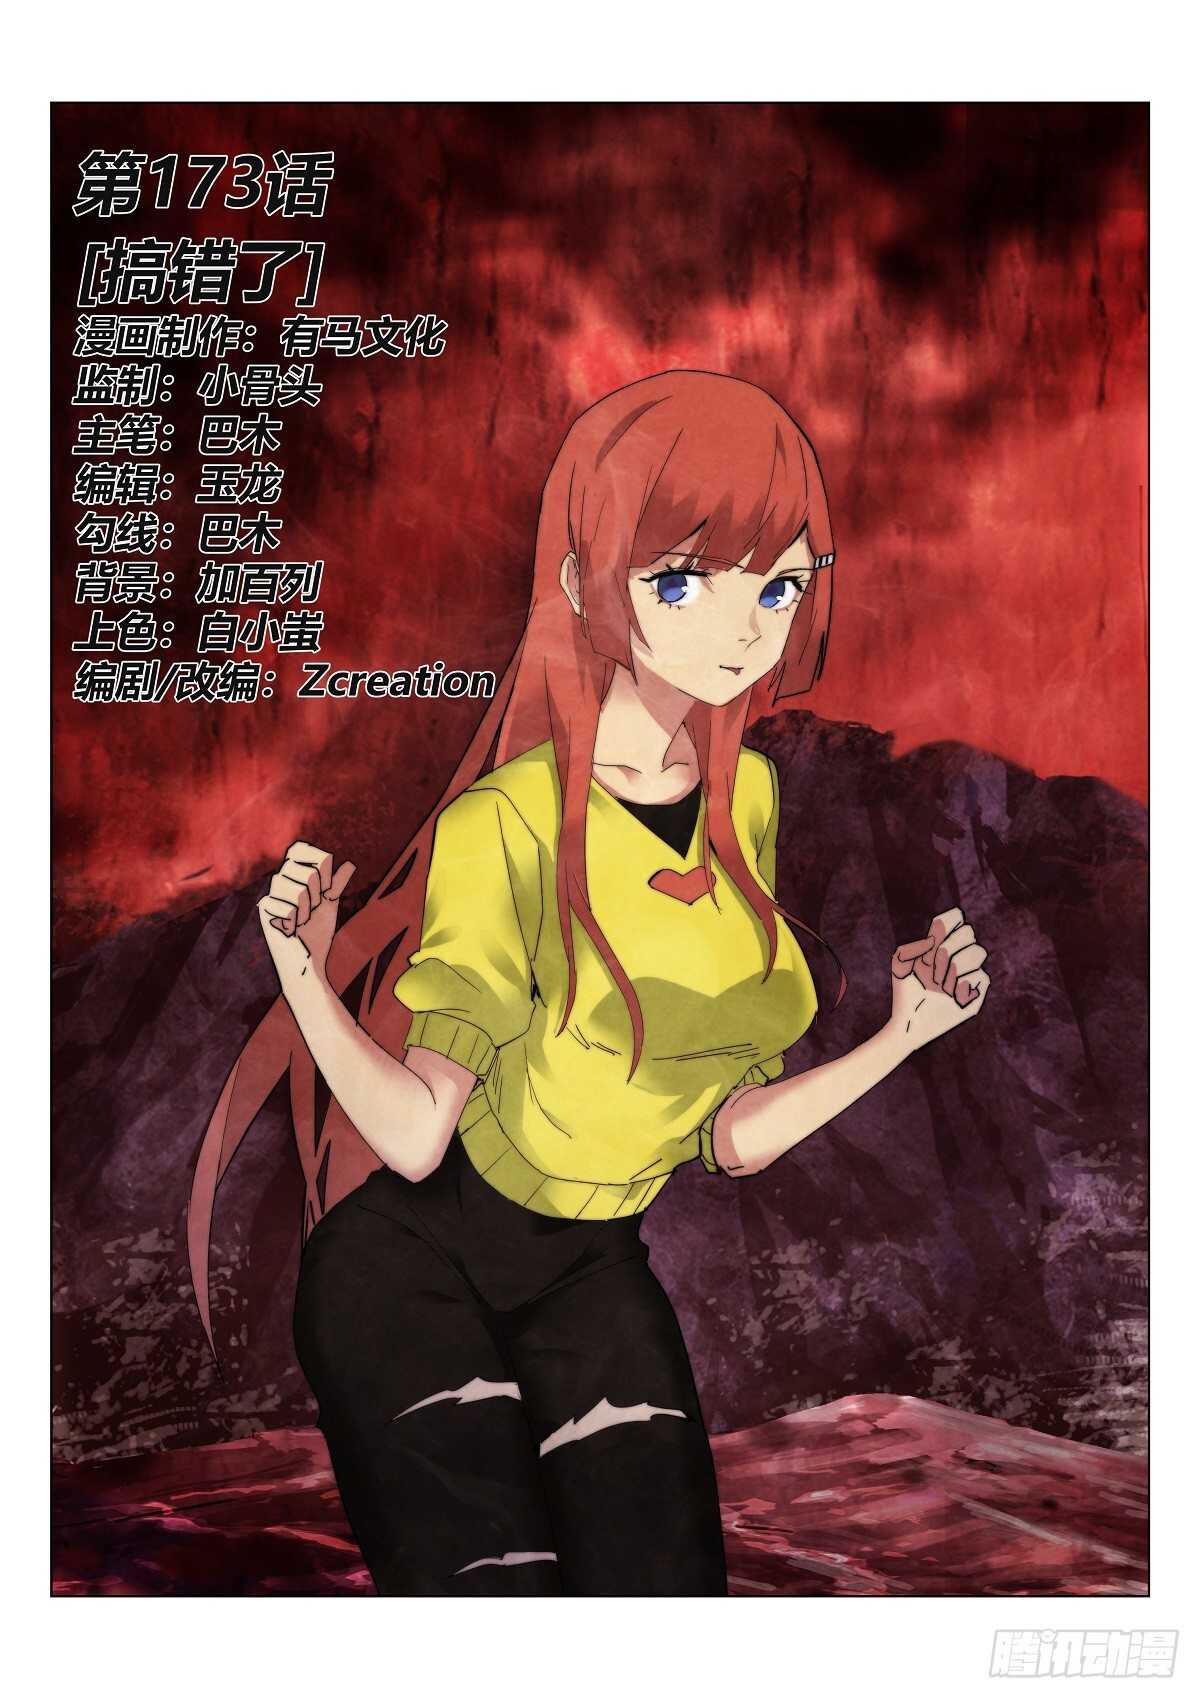 第173话
[搞错了]
漫画制作：有马文化
监制：小骨头
主笔：巴木
编辑：玉龙
勾线：巴木
背景：加百列
上色：白小蚩
编剧/改编：Zcreation
腾讯动漫